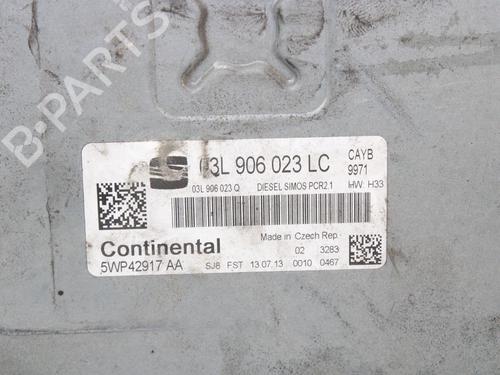 B-PARTS
03L 906 023 LC
CAYB
9971
03L 906 023 Q DIESEL SIMOS PCR2.1 HW: H33
Continental
Made in Czech Rep.
02 3283
5WP42917 AA SJ6 FST 13.07.13 0010 0467